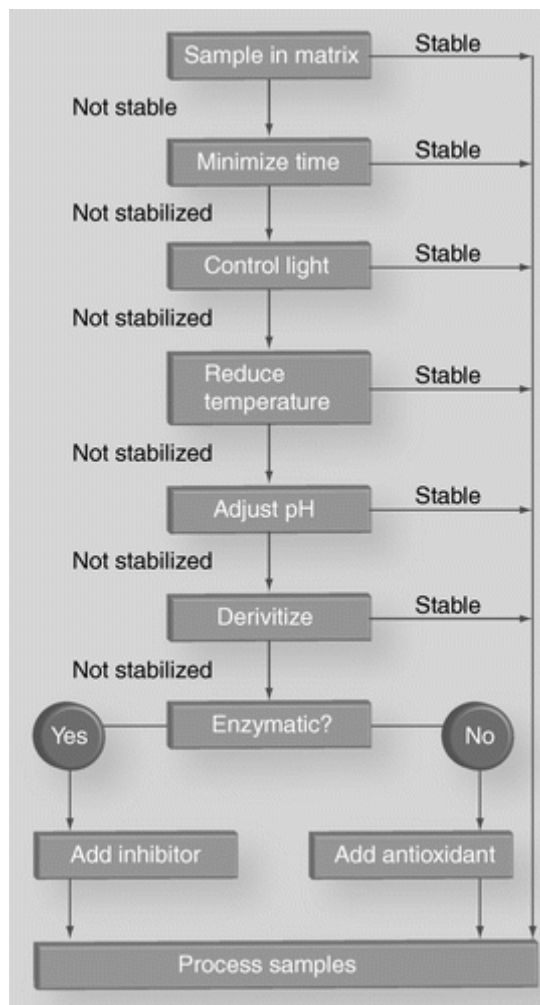 Sample in matrix
Stable
Not stable
Minimize time
Stable
Not stabilized
Control light
Stable
Not stabilized
Reduce
temperature
Stable
Not stabilized
Adjust pH
Stable
Not stabilized
Derivitize
Stable
Not stabilized
Enzymatic?
Yes
No
Add inhibitor
Add antioxidant
Process samples